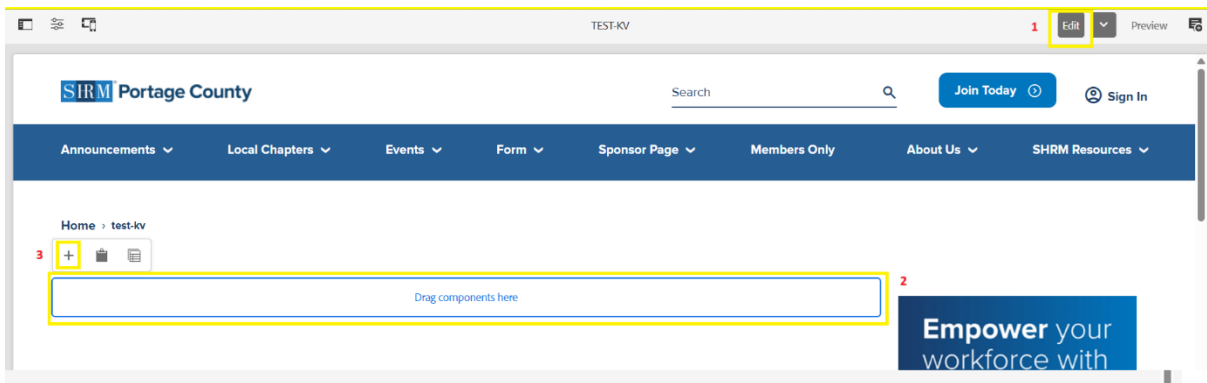 TEST-KV
1
Edit
Preview
SHRM Portage County
Search
Join Today
Sign In
Announcements
Local Chapters
Events
Form
Sponsor Page
Members Only
About Us
SHRM Resources
Home › test-kv
3
+
Drag components here
2
Empower your
workforce with